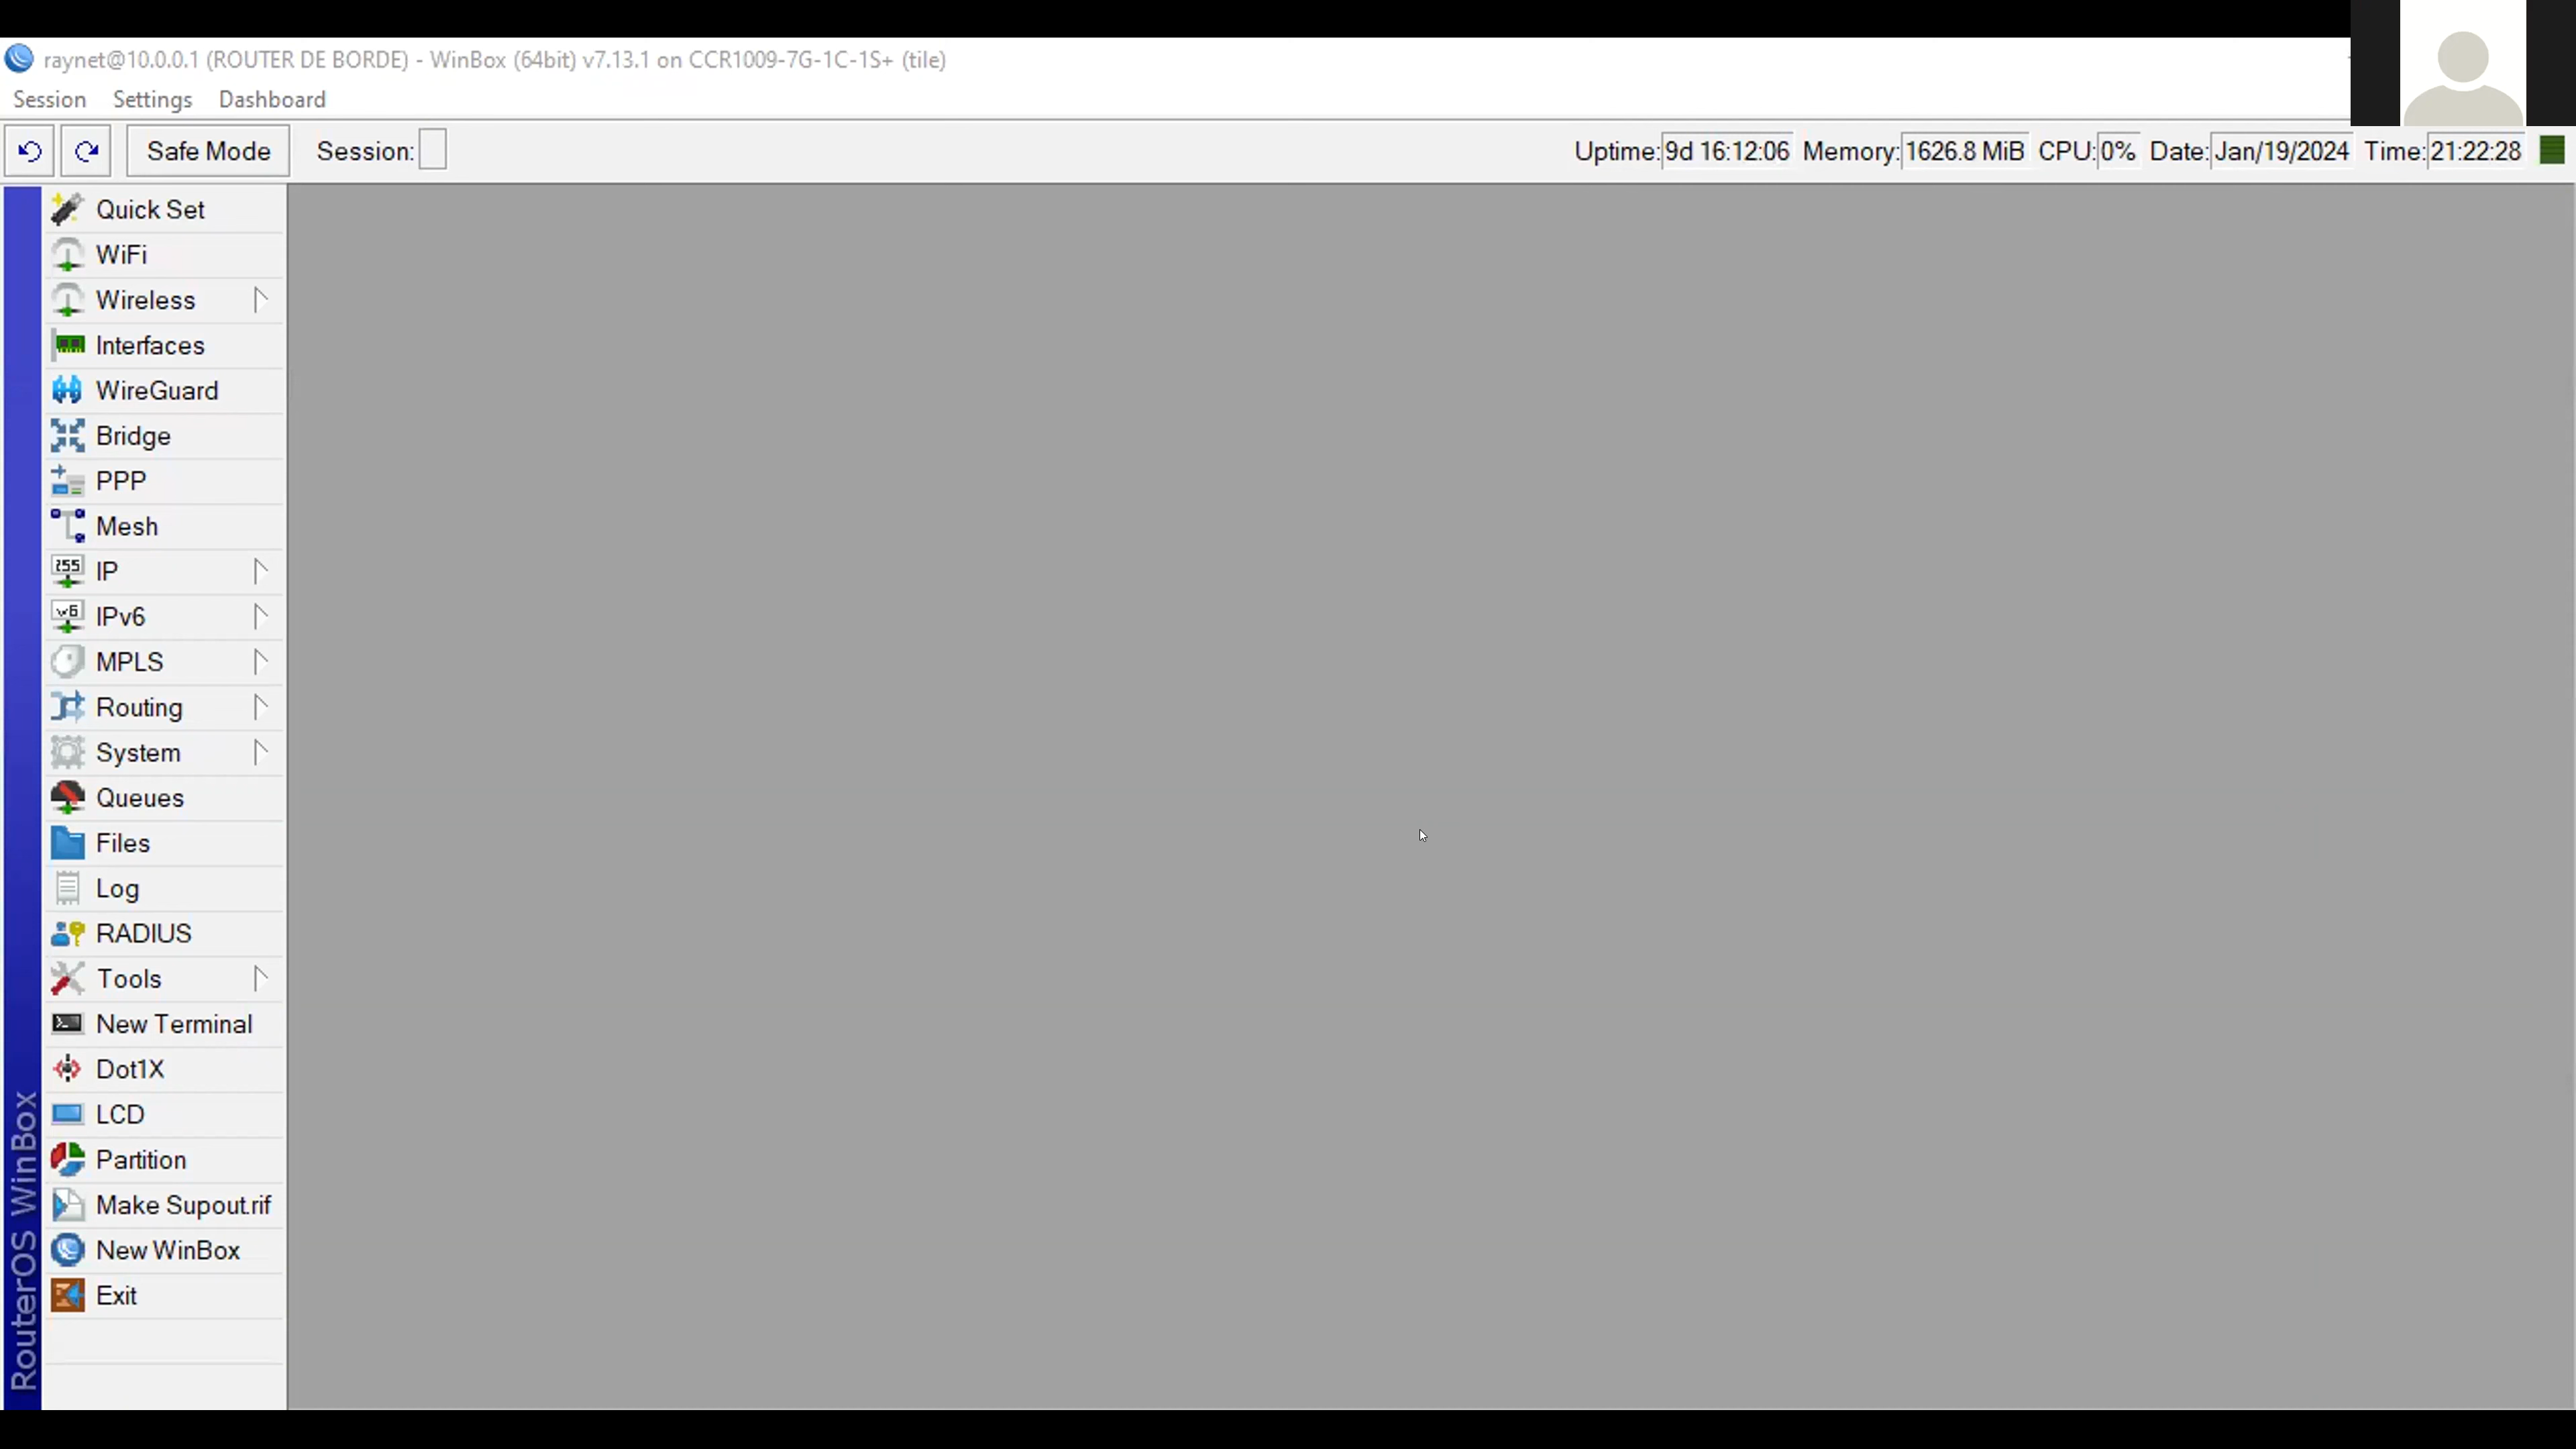 raynet@10.0.0.1 (ROUTER DE BORDE) - WinBox (64bit) v7.13.1 on CCR1009-7G-1C-1S+ (tile)
Session Settings Dashboard
Safe Mode Session: Uptime: 9d 16:12:06 Memory: 1626.8 MiB CPU: 0% Date: Jan/19/2024 Time: 21:22:28
Quick Set
WiFi
Wireless
Interfaces
WireGuard
Bridge
PPP
Mesh
255 IP
v6 IPv6
MPLS
Routing
System
Queues
Files
Log
RADIUS
Tools
New Terminal
Dot1X
LCD
Partition
Make Supout.rif
New WinBox
Exit
RouterOS WinBox